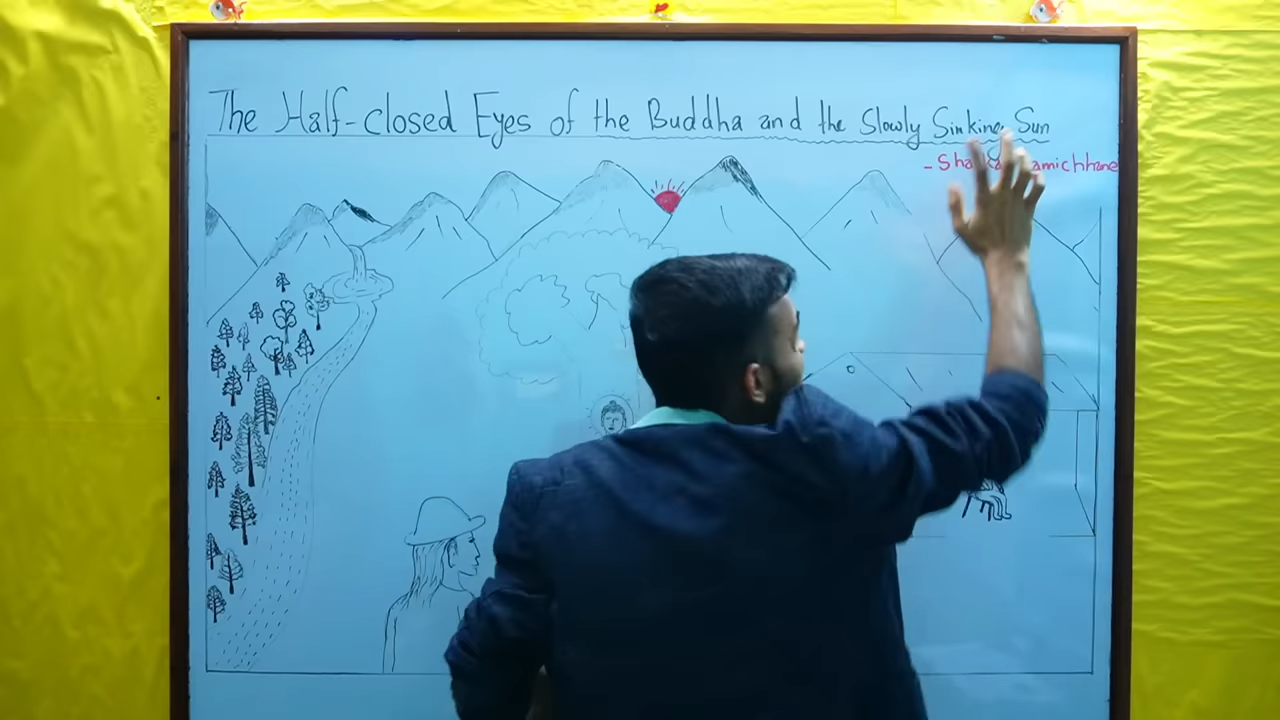 The Half-closed Eyes of the Buddha and the Slowly Sinking Sun